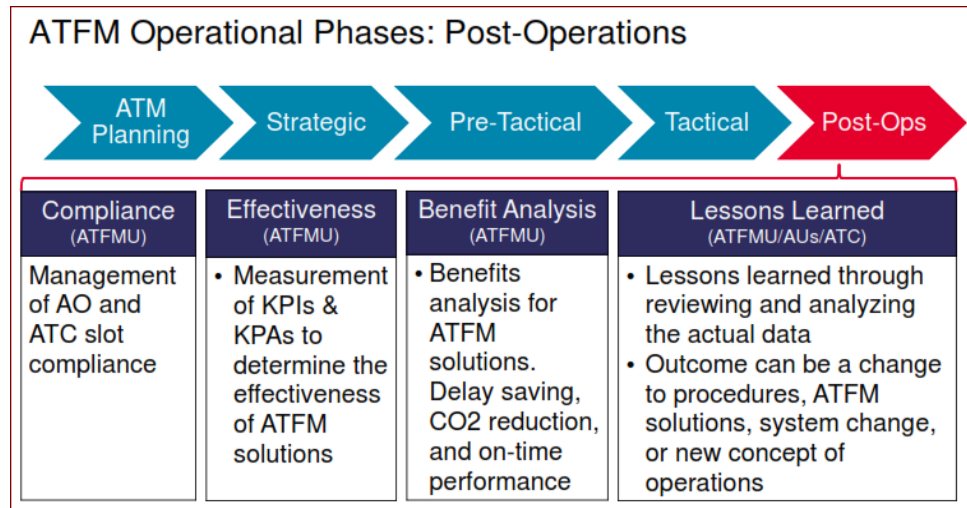 ATFM Operational Phases: Post-Operations
ATM
Planning
Strategic
Pre-Tactical
Tactical
Post-Ops
Compliance
(ATFMU)
Management
of AO and
ATC slot
compliance
Effectiveness
(ATFMU)
• Measurement
of KPIs &
KPAs to
determine the
effectiveness
of ATFM
solutions
Benefit Analysis
(ATFMU)
• Benefits
analysis for
ATFM
solutions.
Delay saving,
CO2 reduction,
and on-time
performance
Lessons Learned
(ATFMU/AUs/ATC)
• Lessons learned through
reviewing and analyzing
the actual data
• Outcome can be a change
to procedures, ATFM
solutions, system change,
or new concept of
operations